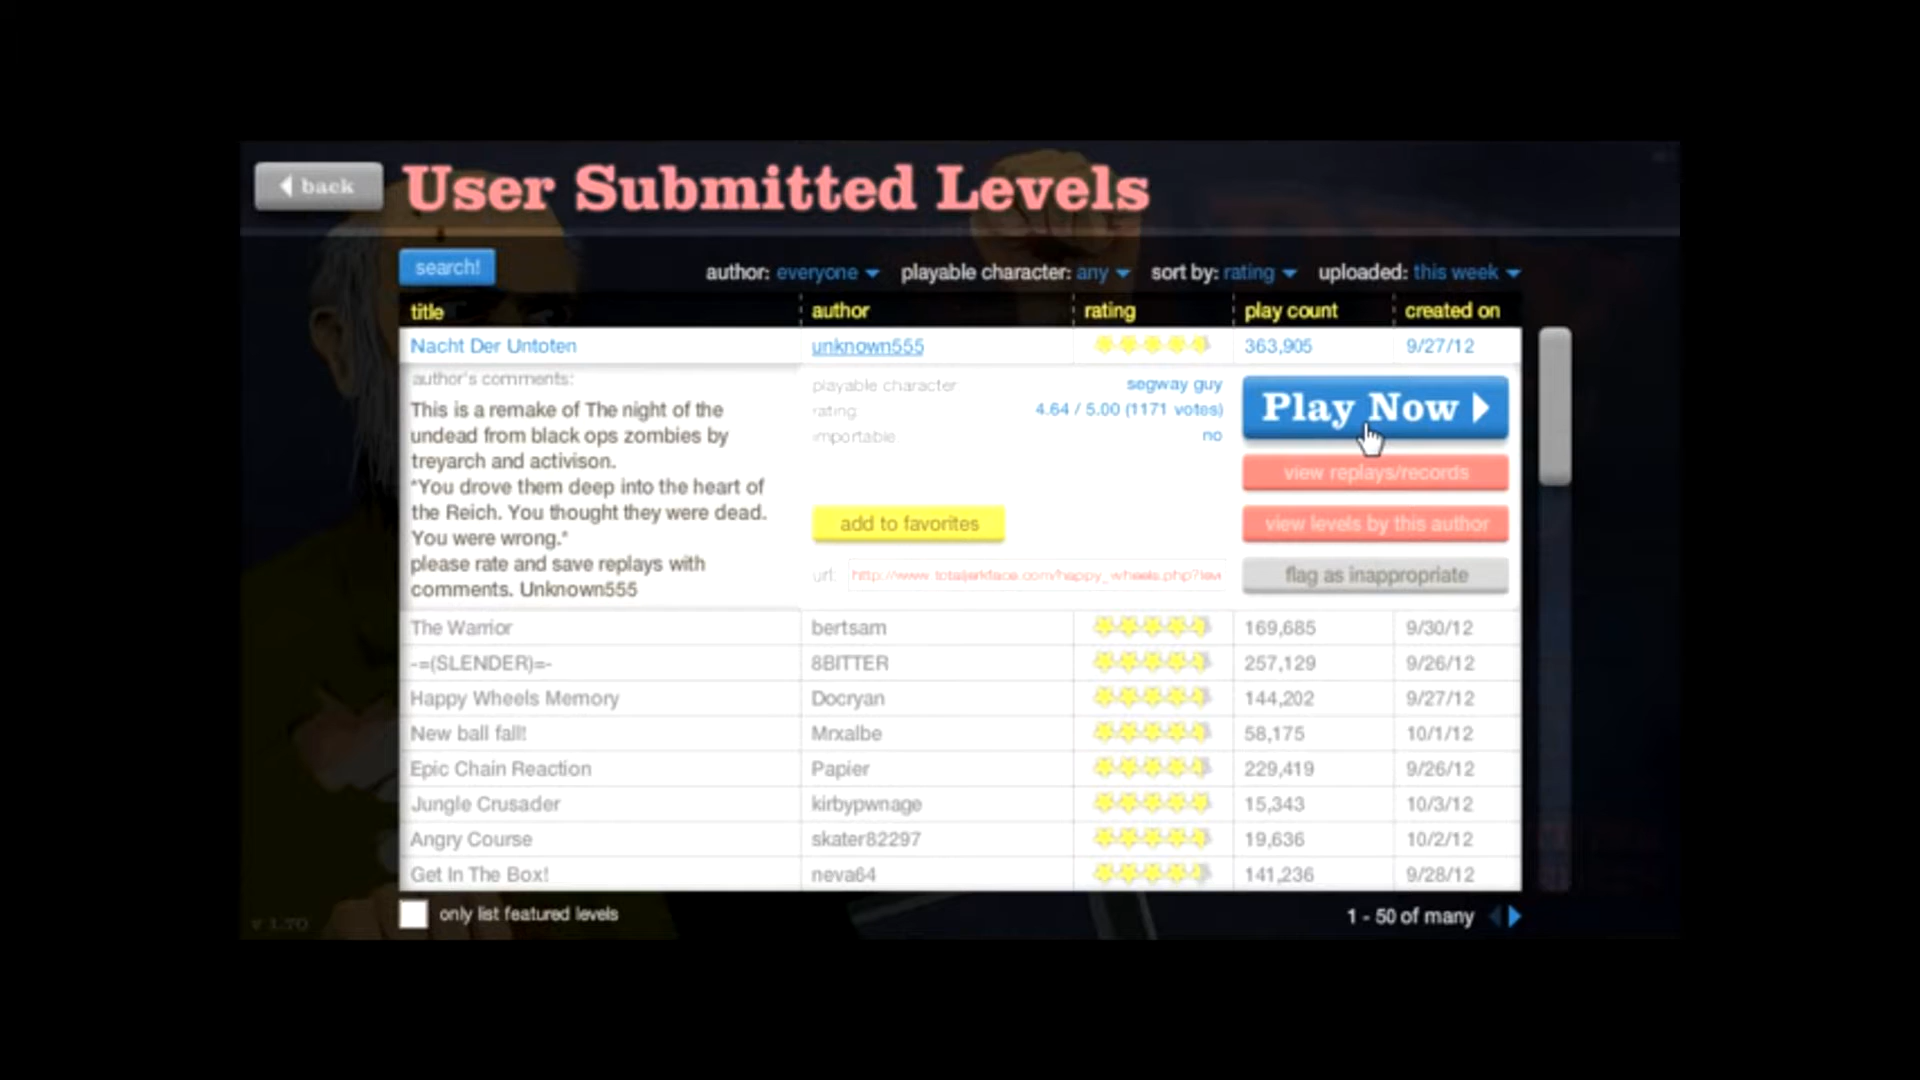 back
User Submitted Levels
search!
author: everyone playable character: any sort by: rating uploaded: this week
title author rating play count created on
Nacht Der Untoten unknown555 363,905 9/27/12
author's comments:
This is a remake of The night of the
undead from black ops zombies by
treyarch and activison.
"You drove them deep into the heart of
the Reich. You thought they were dead.
You were wrong."
please rate and save replays with
comments. Unknown555
playable character: segway guy
rating: 4.64 / 5.00 (1171 votes)
importable: no
add to favorites
url: http://www.totaljerkface.com/happy_wheels.php?lev
Play Now
view replays/records
view levels by this author
flag as inappropriate
The Warrior bertsam 169,685 9/30/12
-=(SLENDER)=- 8BITTER 257,129 9/26/12
Happy Wheels Memory Docryan 144,202 9/27/12
New ball fall! Mrxalbe 58,175 10/1/12
Epic Chain Reaction Papier 229,419 9/26/12
Jungle Crusader kirbypwnage 15,343 10/3/12
Angry Course skater82297 19,636 10/2/12
Get In The Box! neva64 141,236 9/28/12
only list featured levels
1 - 50 of many
v 1.70